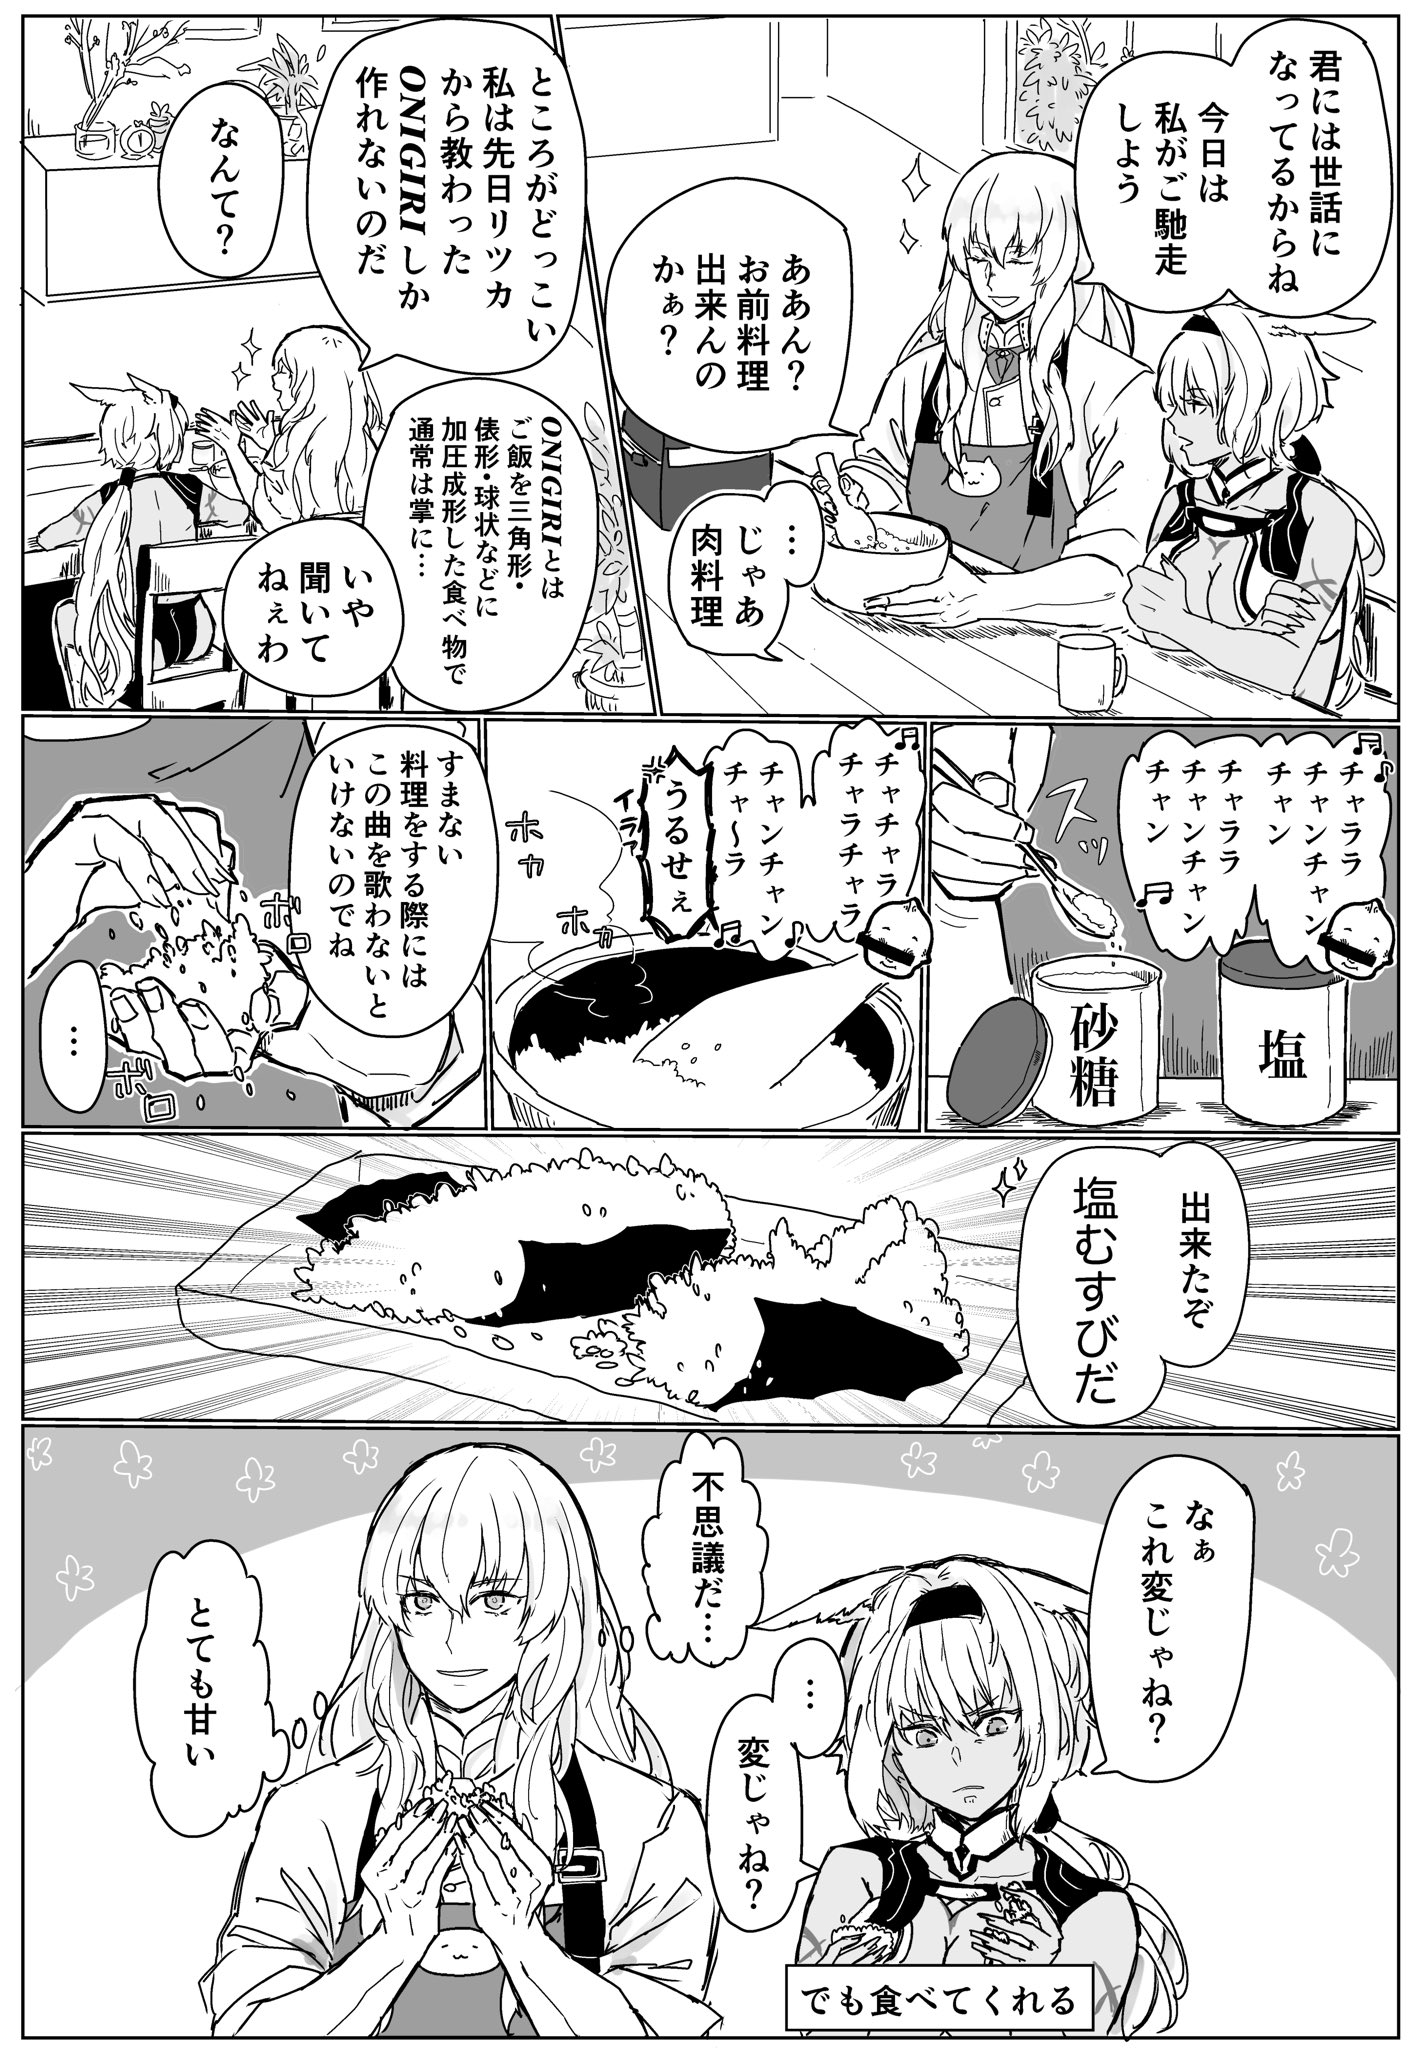 君には世話に
なってるからね
今日は
私がご馳走
しよう
ああん？
お前料理
出来んの
かぁ？
…
じゃあ
肉料理
ところがどっこい
私は先日リツカ
から教わった
ONIGIRIしか
作れないのだ
なんて？
ONIGIRIとは
ご飯を三角形・
俵形・球状などに
加圧成形した食べ物で
通常は掌に…
いや
聞いて
ねぇわ
チャララ
チャンチャン
チャン
チャララ
チャンチャン
チャン
スッ
砂糖
塩
チャチャラ
チャラチャラ
チャンチャン
チャ～ラ
うるせぇ
イラァ
ホカ
ホカ
すまない
料理をする際には
この曲を歌わないと
いけないのでね
ボロ
ボロ
…
出来たぞ
塩むすびだ
なぁ
これ変じゃね？
…
変じゃね？
不思議だ…
とても甘い
でも食べてくれる